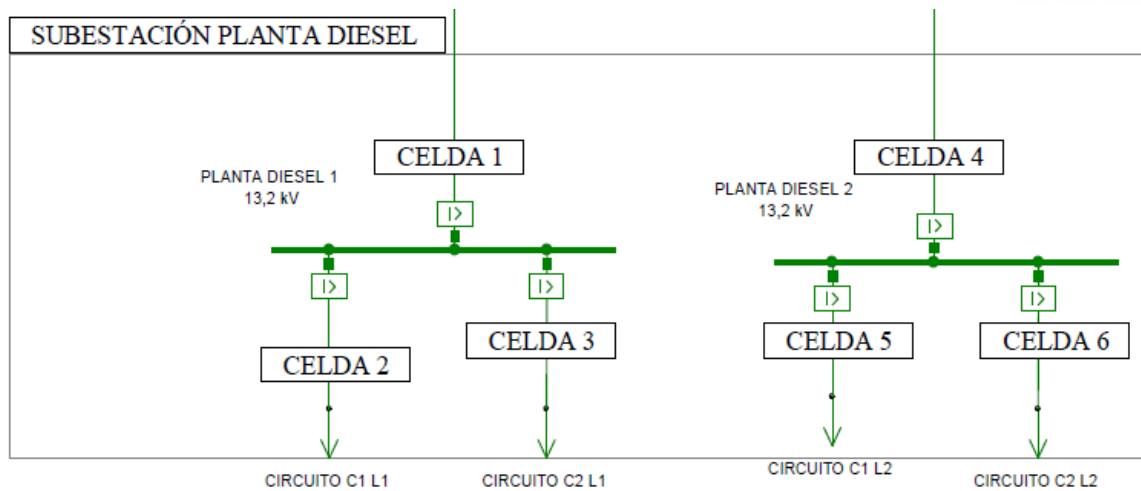 SUBESTACIÓN PLANTA DIESEL
CELDA 1
CELDA 4
PLANTA DIESEL 1
13,2 kV
PLANTA DIESEL 2
13,2 kV
I>
I>
I>
I>
I>
I>
CELDA 2
CELDA 3
CELDA 5
CELDA 6
CIRCUITO C1 L1
CIRCUITO C2 L1
CIRCUITO C1 L2
CIRCUITO C2 L2